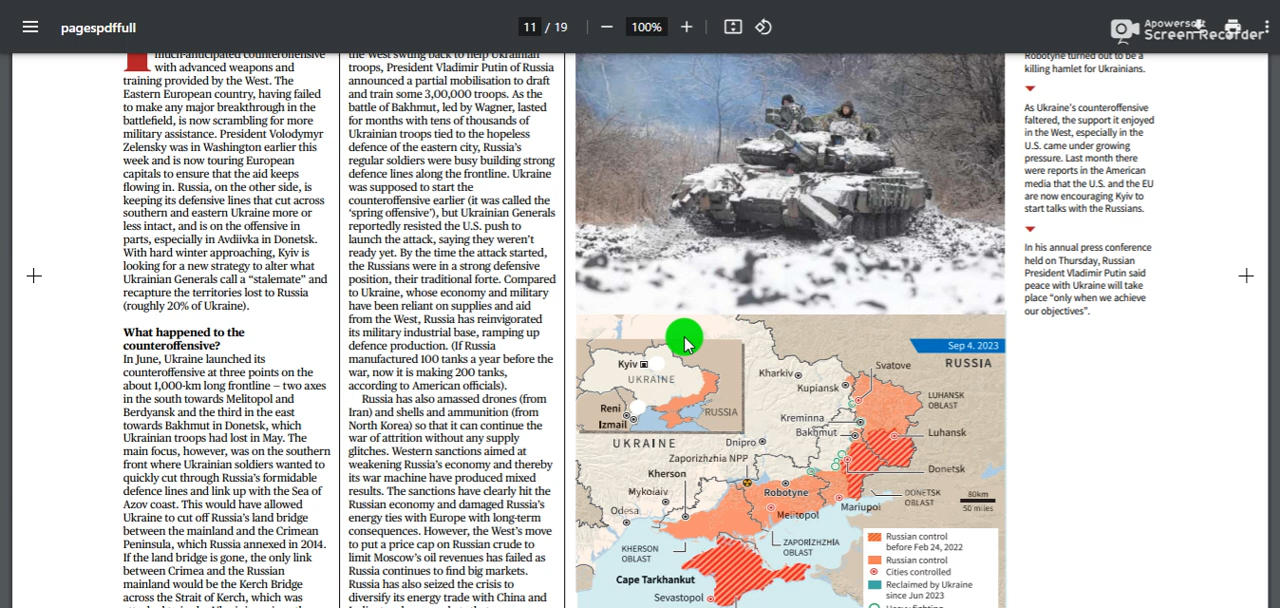 pagespdffull
11 / 19
100%
Apowersoft
Screen Recorder
much-anticipated counteroffensive
with advanced weapons and
training provided by the West. The
Eastern European country, having failed
to make any major breakthrough in the
battlefield, is now scrambling for more
military assistance. President Volodymyr
Zelensky was in Washington earlier this
week and is now touring European
capitals to ensure that the aid keeps
flowing in. Russia, on the other side, is
keeping its defensive lines that cut across
southern and eastern Ukraine more or
less intact, and is on the offensive in
parts, especially in Avdiivka in Donetsk.
With hard winter approaching, Kyiv is
looking for a new strategy to alter what
Ukrainian Generals call a “stalemate” and
recapture the territories lost to Russia
(roughly 20% of Ukraine).
What happened to the
counteroffensive?
In June, Ukraine launched its
counteroffensive at three points on the
about 1,000-km long frontline — two axes
in the south towards Melitopol and
Berdyansk and the third in the east
towards Bakhmut in Donetsk, which
Ukrainian troops had lost in May. The
main focus, however, was on the southern
front where Ukrainian soldiers wanted to
quickly cut through Russia’s formidable
defence lines and link up with the Sea of
Azov coast. This would have allowed
Ukraine to cut off Russia’s land bridge
between the mainland and the Crimean
Peninsula, which Russia annexed in 2014.
If the land bridge is gone, the only link
between Crimea and the Russian
mainland would be the Kerch Bridge
across the Strait of Kerch, which was
the West swung back to help Ukrainian
troops, President Vladimir Putin of Russia
announced a partial mobilisation to draft
and train some 3,00,000 troops. As the
battle of Bakhmut, led by Wagner, lasted
for months with tens of thousands of
Ukrainian troops tied to the hopeless
defence of the eastern city, Russia’s
regular soldiers were busy building strong
defence lines along the frontline. Ukraine
was supposed to start the
counteroffensive earlier (it was called the
‘spring offensive’), but Ukrainian Generals
reportedly resisted the U.S. push to
launch the attack, saying they weren’t
ready yet. By the time the attack started,
the Russians were in a strong defensive
position, their traditional forte. Compared
to Ukraine, whose economy and military
have been reliant on supplies and aid
from the West, Russia has reinvigorated
its military industrial base, ramping up
defence production. (If Russia
manufactured 100 tanks a year before the
war, now it is making 200 tanks,
according to American officials).
Russia has also amassed drones (from
Iran) and shells and ammunition (from
North Korea) so that it can continue the
war of attrition without any supply
glitches. Western sanctions aimed at
weakening Russia’s economy and thereby
its war machine have produced mixed
results. The sanctions have clearly hit the
Russian economy and damaged Russia’s
energy ties with Europe with long-term
consequences. However, the West’s move
to put a price cap on Russian crude to
limit Moscow’s oil revenues has failed as
Russia continues to find big markets.
Russia has also seized the crisis to
diversify its energy trade with China and
Robotyne turned out to be a
killing hamlet for Ukrainians.
As Ukraine’s counteroffensive
faltered, the support it enjoyed
in the West, especially in the
U.S. came under growing
pressure. Last month there
were reports in the American
media that the U.S. and the EU
are now encouraging Kyiv to
start talks with the Russians.
In his annual press conference
held on Thursday, Russian
President Vladimir Putin said
peace with Ukraine will take
place “only when we achieve
our objectives”.
Sep 4. 2023
RUSSIA
Kyiv
UKRAINE
Reni
Izmail
RUSSIA
Kharkiv
Svatove
Kupiansk
LUHANSK
OBLAST
Kreminna
Bakhmut
Luhansk
UKRAINE
Dnipro
Zaporizhzhia NPP
Donetsk
Kherson
Mykolaiv
Robotyne
DONETSK
OBLAST
80km
50 miles
Odesa
Melitopol
Mariupol
KHERSON
OBLAST
ZAPORIZHZHIA
OBLAST
Cape Tarkhankut
Sevastopol
Russian control
before Feb 24, 2022
Russian control
Cities controlled
Reclaimed by Ukraine
since Jun 2023